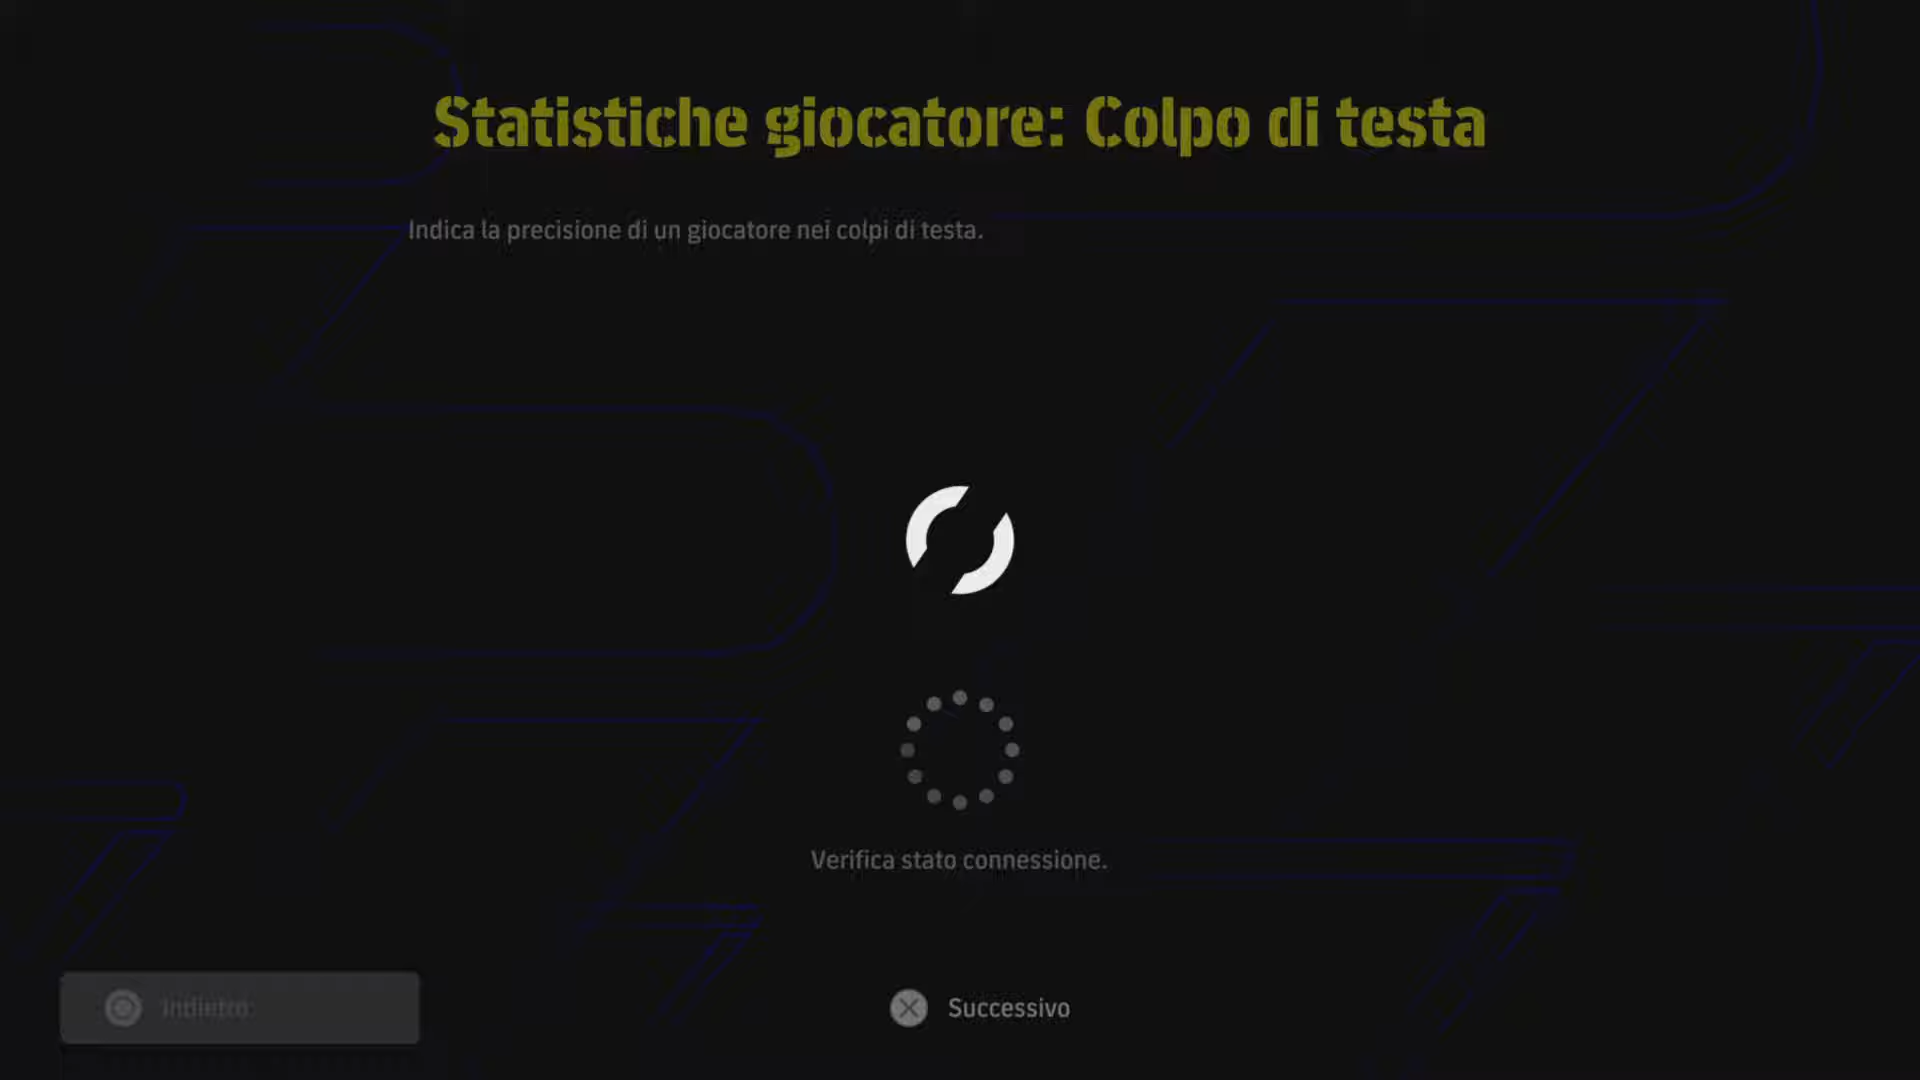 Statistiche giocatore: Colpo di testa
Indica la precisione di un giocatore nei colpi di testa.
Verifica stato connessione.
Indietro
Successivo